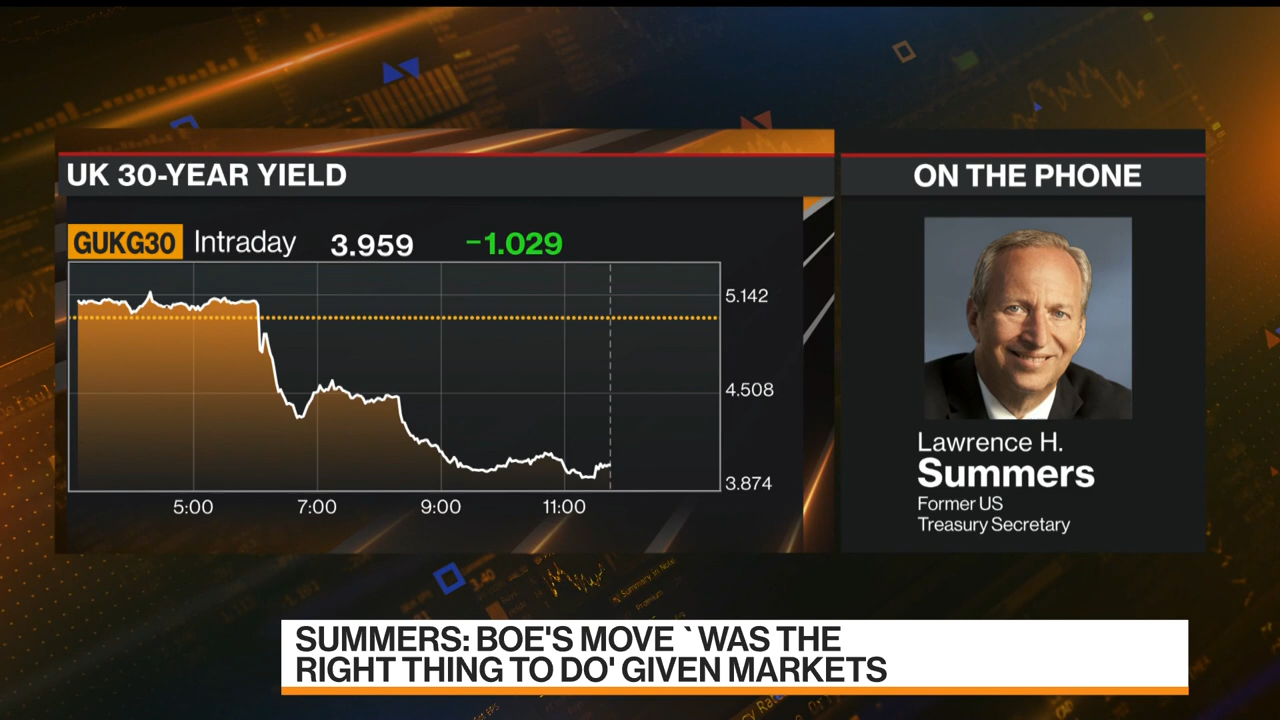 UK 30-YEAR YIELD
GUKG30 Intraday 3.959 −1.029
5.142
4.508
3.874
5:00 7:00 9:00 11:00
ON THE PHONE
Lawrence H.
Summers
Former US
Treasury Secretary
SUMMERS: BOE'S MOVE `WAS THE
RIGHT THING TO DO' GIVEN MARKETS